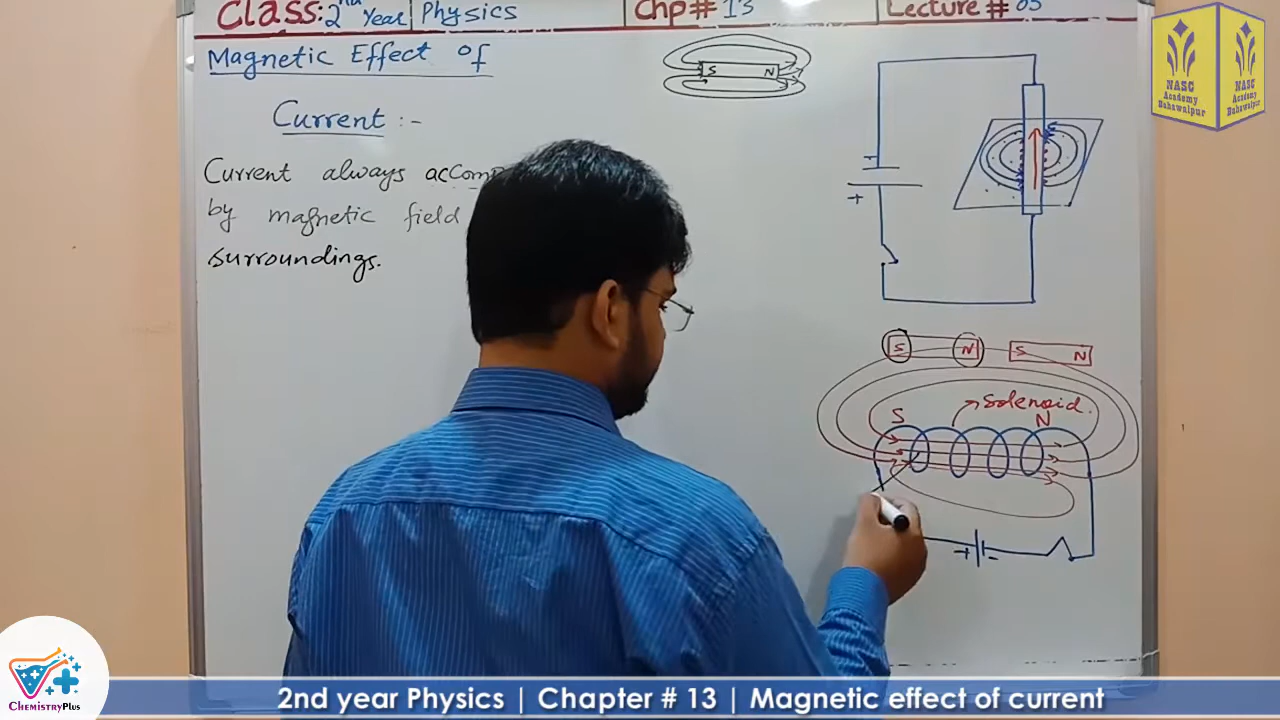 Class: 2nd Year
Physics
Chp # 13
Lecture # 05
Magnetic Effect of
Current :-
Current always
by magnetic field
surroundings.
S N
+
S N S N
Solenoid.
S N
+ -
NASC
Academy
Bahawalpur
NASC
Academy
Bahawalpur
ChemistryPlus
2nd year Physics | Chapter # 13 | Magnetic effect of current